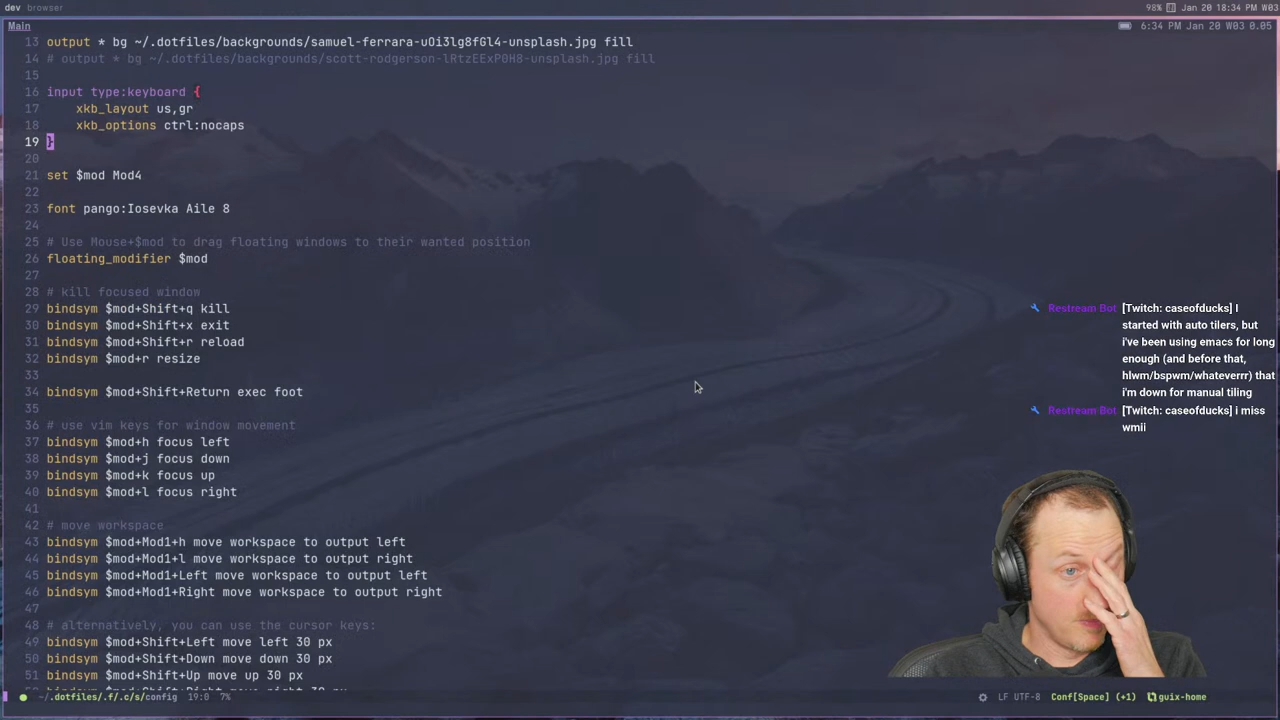 dev browser
98% Jan 20 18:34 PM W03
Main
6:34 PM Jan 20 W03 0.05
13 output * bg ~/.dotfiles/backgrounds/samuel-ferrara-uOi3lg8fGl4-unsplash.jpg fill
14 # output * bg ~/.dotfiles/backgrounds/scott-rodgerson-lRtzEExP0H8-unsplash.jpg fill
15
16 input type:keyboard {
17 xkb_layout us,gr
18 xkb_options ctrl:nocaps
19 }
20
21 set $mod Mod4
22
23 font pango:Iosevka Aile 8
24
25 # Use Mouse+$mod to drag floating windows to their wanted position
26 floating_modifier $mod
27
28 # kill focused window
29 bindsym $mod+Shift+q kill
30 bindsym $mod+Shift+x exit
31 bindsym $mod+Shift+r reload
32 bindsym $mod+r resize
33
34 bindsym $mod+Shift+Return exec foot
35
36 # use vim keys for window movement
37 bindsym $mod+h focus left
38 bindsym $mod+j focus down
39 bindsym $mod+k focus up
40 bindsym $mod+l focus right
41
42 # move workspace
43 bindsym $mod+Mod1+h move workspace to output left
44 bindsym $mod+Mod1+l move workspace to output right
45 bindsym $mod+Mod1+Left move workspace to output left
46 bindsym $mod+Mod1+Right move workspace to output right
47
48 # alternatively, you can use the cursor keys:
49 bindsym $mod+Shift+Left move left 30 px
50 bindsym $mod+Shift+Down move down 30 px
51 bindsym $mod+Shift+Up move up 30 px
Restream Bot [Twitch: caseofducks] I
started with auto tilers, but
i've been using emacs for long
enough (and before that,
hlwm/bspwm/whateverrr) that
i'm down for manual tiling
Restream Bot [Twitch: caseofducks] i miss
wmii
~/.dotfiles/.f/.c/s/config 19:0 7%
LF UTF-8 Conf[Space] (+1) guix-home